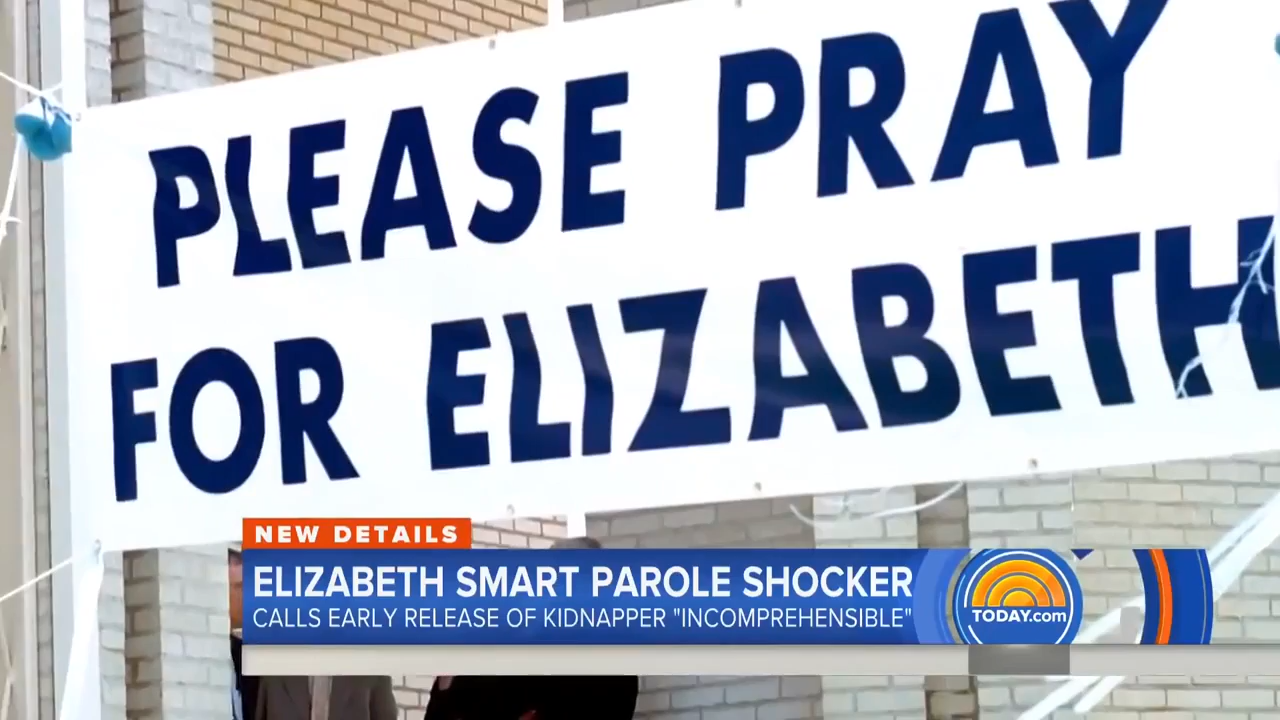 PLEASE PRAY
FOR ELIZABETH
NEW DETAILS
ELIZABETH SMART PAROLE SHOCKER
CALLS EARLY RELEASE OF KIDNAPPER "INCOMPREHENSIBLE"
TODAY.com